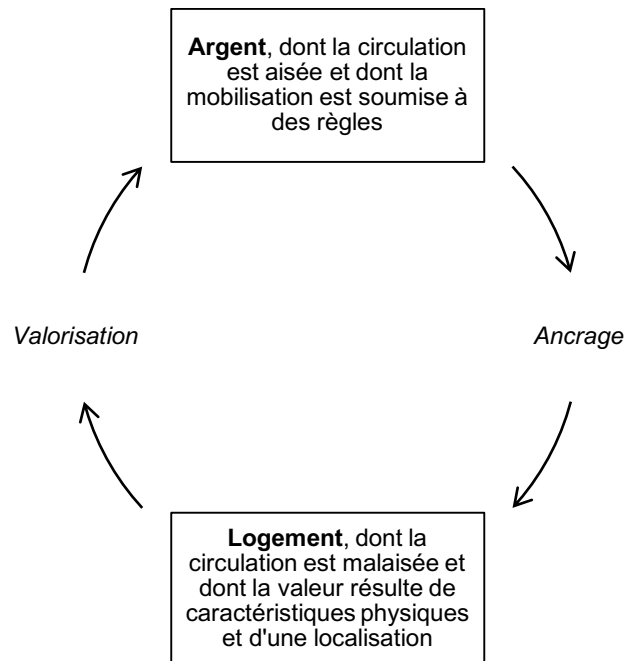 Argent, dont la circulation
est aisée et dont la
mobilisation est soumise à
des règles
Valorisation
Ancrage
Logement, dont la
circulation est malaisée et
dont la valeur résulte de
caractéristiques physiques
et d'une localisation